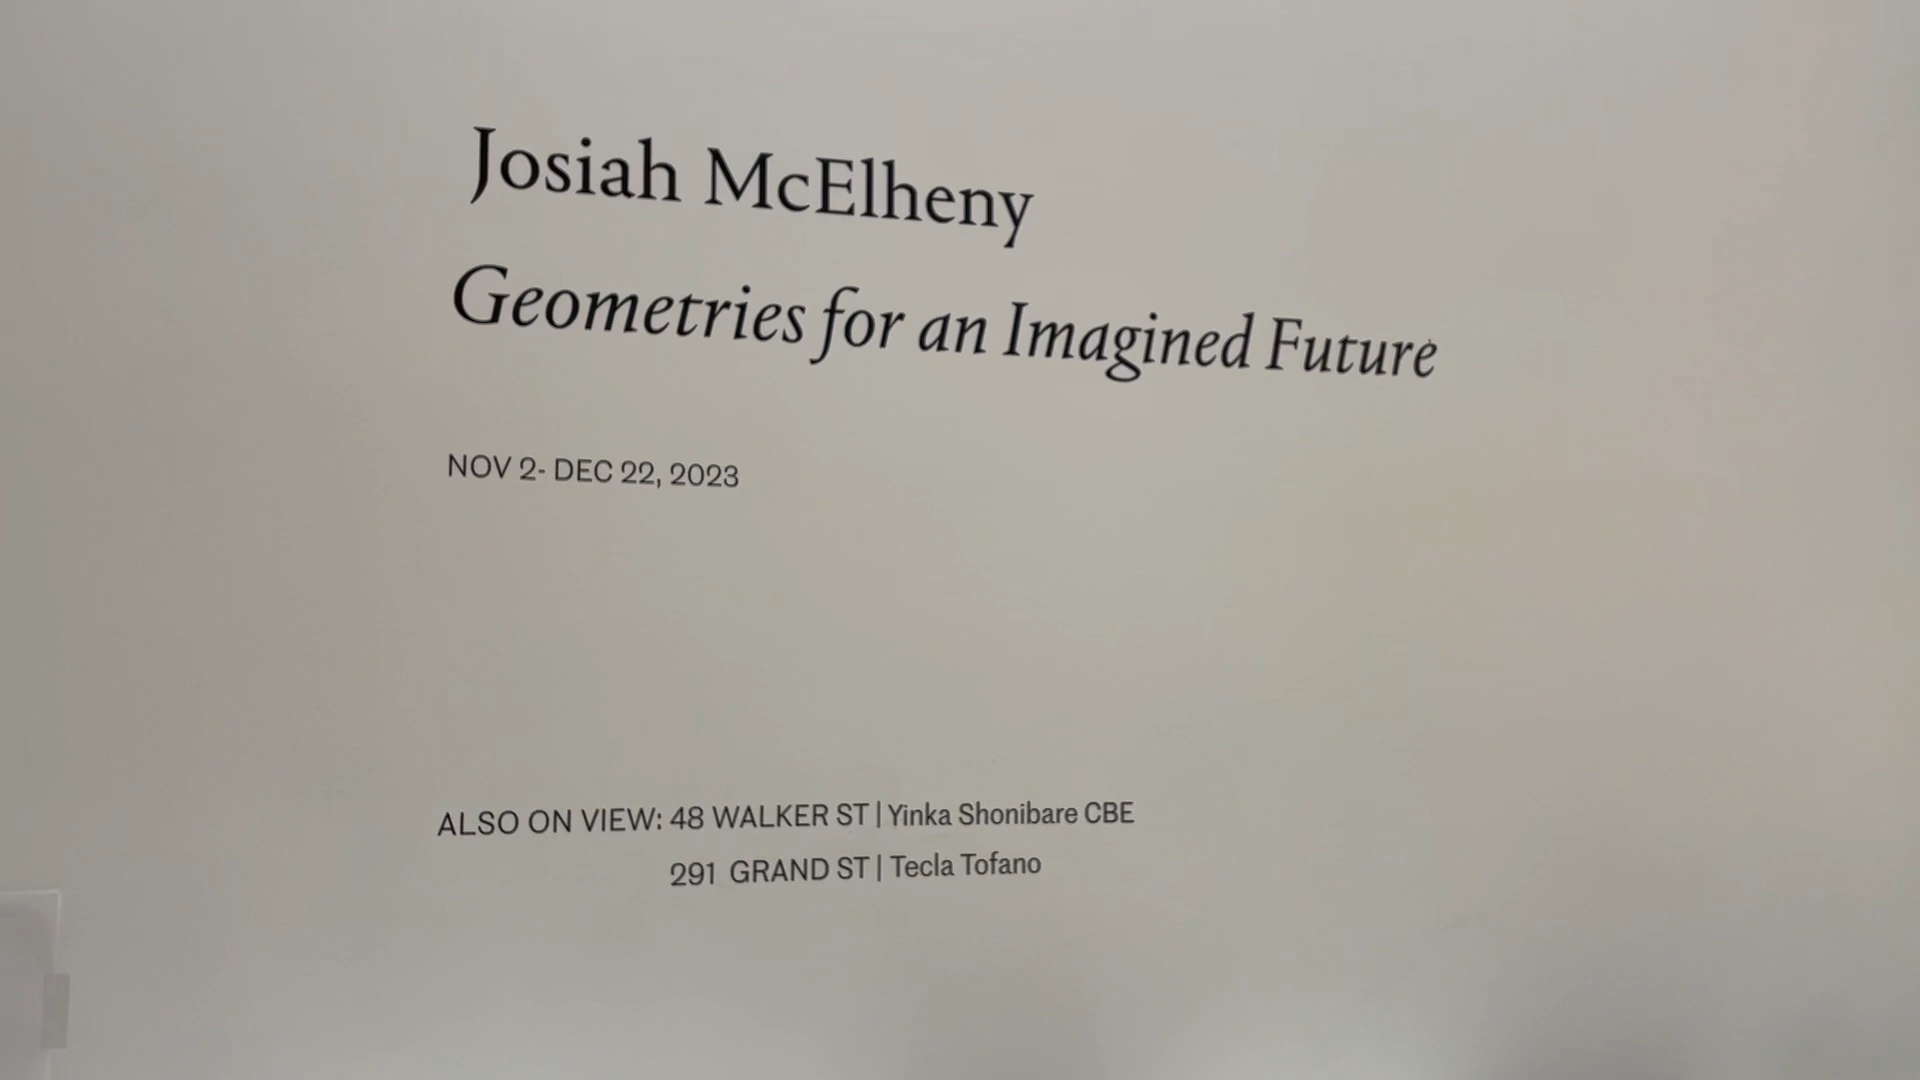 Josiah McElheny
Geometries for an Imagined Future
NOV 2- DEC 22, 2023
ALSO ON VIEW: 48 WALKER ST | Yinka Shonibare CBE
291 GRAND ST | Tecla Tofano